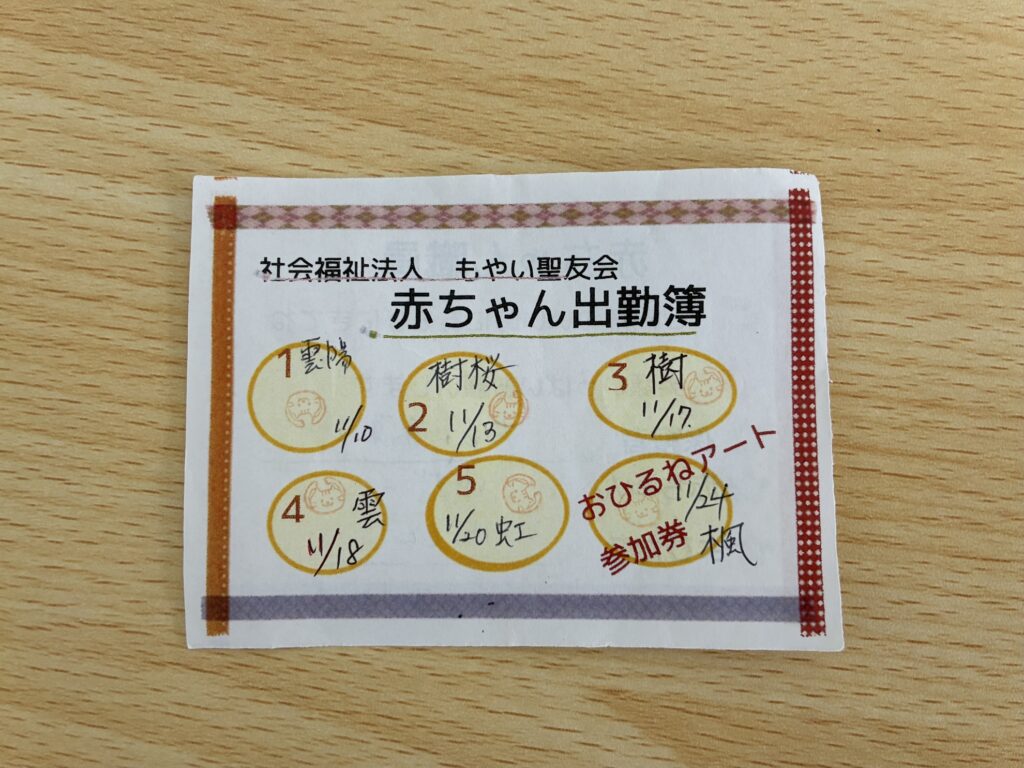 社会福祉法人　もやい聖友会
赤ちゃん出勤簿
1 雲陽
11/10
樹桜
2 11/13
3 樹
11/17.
4 雲
11/18
5
11/20 虹
おひるねアート
参加券
11/24
楓